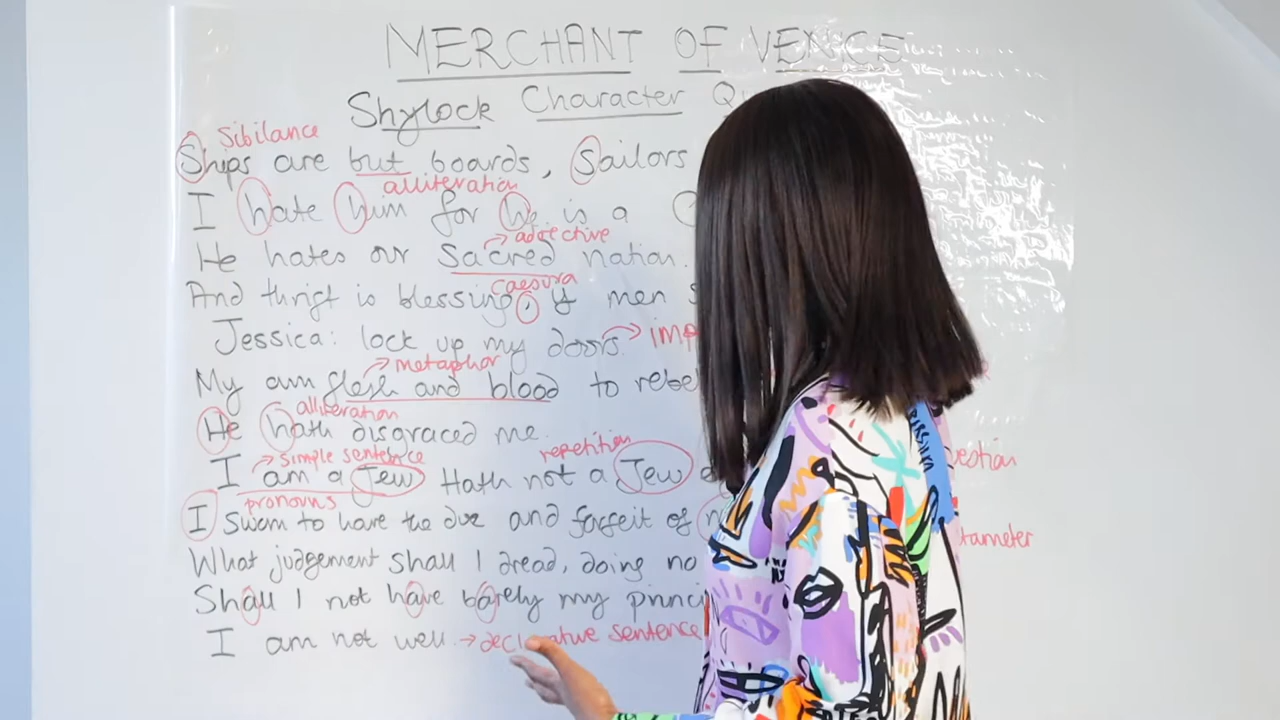 MERCHANT OF VENICE
Shylock Character
Sibilance
Ships are but boards, Sailors
alliteration
I hate him for he is a
→ adjective
He hates our Sacred nation.
caesura
And thrift is blessing, if men
Jessica: lock up my doors. →
→ metaphor
My own flesh and blood to
alliteration
He hath disgraced me.
→ Simple sentence repetition
I am a Jew Hath not a Jew
pronouns
I swam to have the due and forfeit of
What judgement shall I dread, doing no
Shall I not have barely my
I am not well → declarative sentence